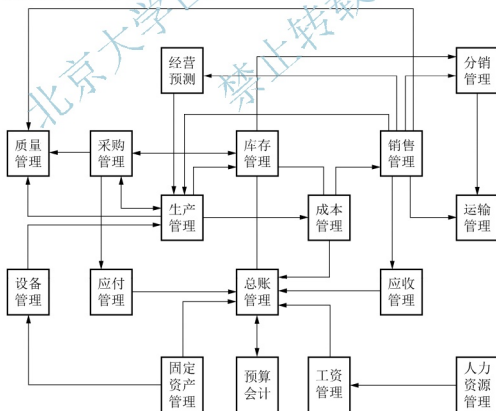 北京大学出
禁止转载
经营
预测
分销
管理
质量
管理
采购
管理
库存
管理
销售
管理
生产
管理
成本
管理
运输
管理
设备
管理
应付
管理
总账
管理
应收
管理
固定
资产
管理
预算
会计
工资
管理
人力
资源
管理